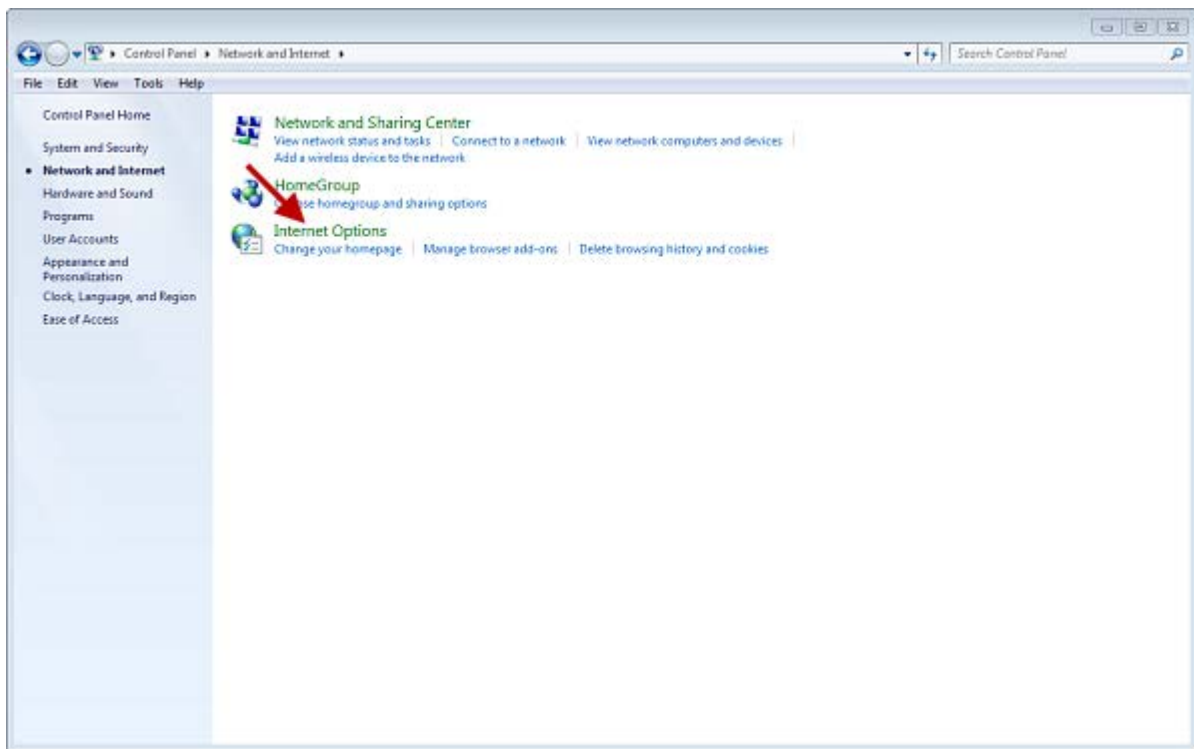 Control Panel Network and Internet
Search Control Panel
File Edit View Tools Help
Control Panel Home
System and Security
Network and Internet
Hardware and Sound
Programs
User Accounts
Appearance and
Personalization
Clock, Language, and Region
Ease of Access
Network and Sharing Center
View network status and tasks Connect to a network View network computers and devices
Add a wireless device to the network
HomeGroup
homegroup and sharing options
Internet Options
Change your homepage Manage browser add-ons Delete browsing history and cookies